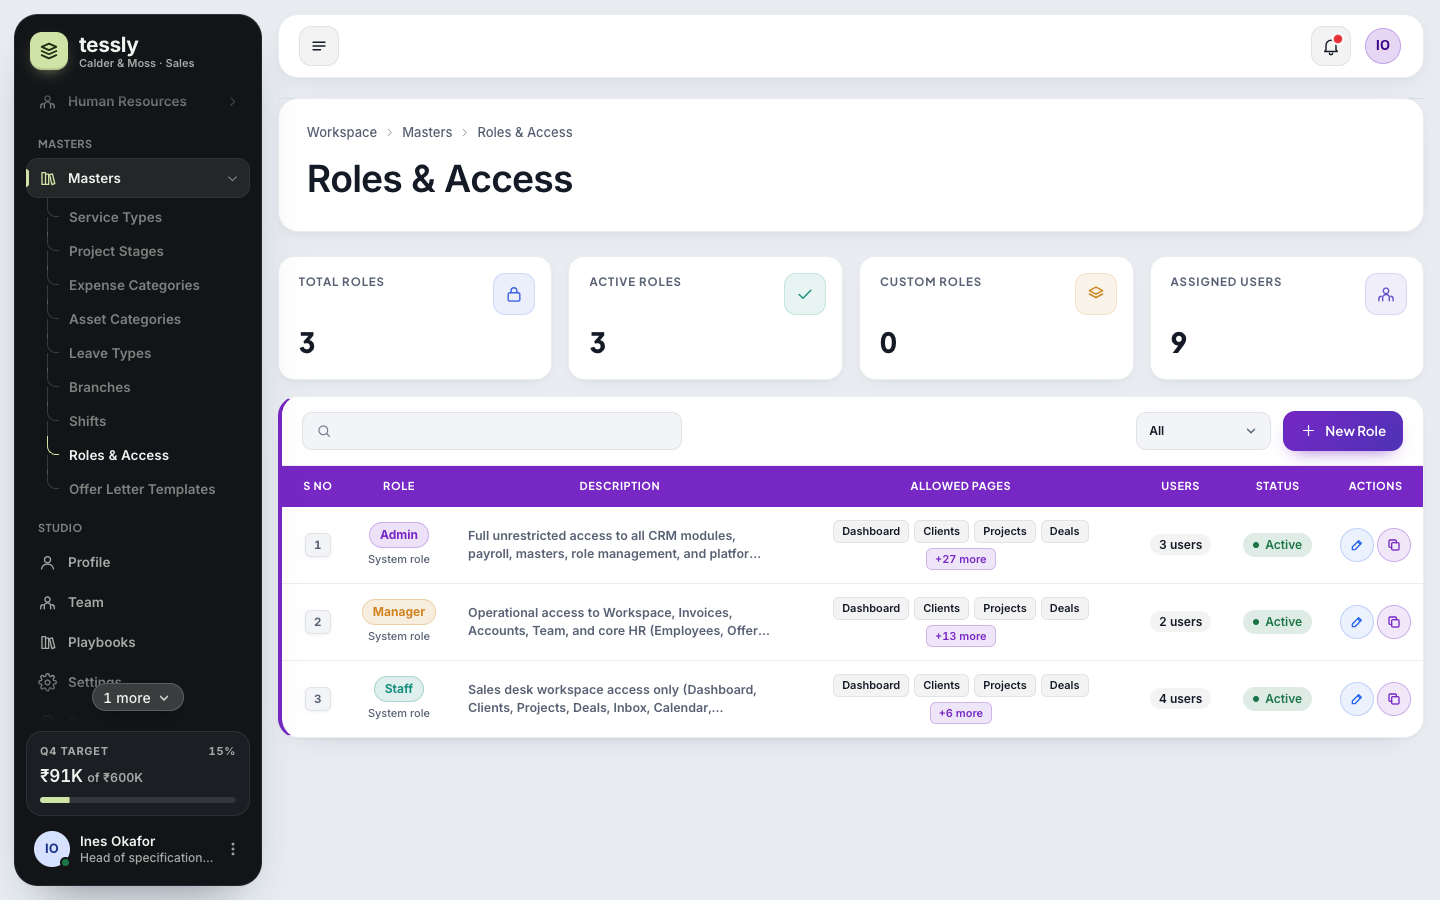 tessly
Calder & Moss · Sales
Human Resources
MASTERS
Masters
Service Types
Project Stages
Expense Categories
Asset Categories
Leave Types
Branches
Shifts
Roles & Access
Offer Letter Templates
STUDIO
Profile
Team
Playbooks
Settings
1 more
Q4 TARGET 15%
₹91K of ₹600K
IO
Ines Okafor
Head of specification...
IO
Workspace > Masters > Roles & Access
Roles & Access
TOTAL ROLES
3
ACTIVE ROLES
3
CUSTOM ROLES
0
ASSIGNED USERS
9
All
+ New Role
S NO ROLE DESCRIPTION ALLOWED PAGES USERS STATUS ACTIONS
1
Admin
System role
Full unrestricted access to all CRM modules,
payroll, masters, role management, and platfor...
Dashboard Clients Projects Deals
+27 more
3 users
Active
2
Manager
System role
Operational access to Workspace, Invoices,
Accounts, Team, and core HR (Employees, Offer...
Dashboard Clients Projects Deals
+13 more
2 users
Active
3
Staff
System role
Sales desk workspace access only (Dashboard,
Clients, Projects, Deals, Inbox, Calendar,...
Dashboard Clients Projects Deals
+6 more
4 users
Active